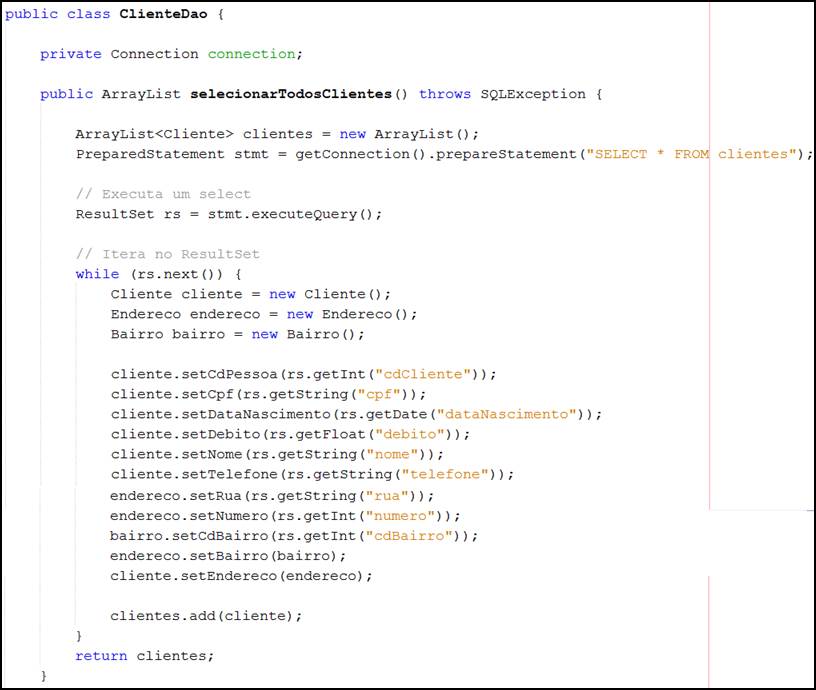 public class ClienteDao {
private Connection connection;
public ArrayList selecionarTodosClientes() throws SQLException {
ArrayList<Cliente> clientes = new ArrayList();
PreparedStatement stmt = getConnection().prepareStatement("SELECT * FROM clientes");
// Executa um select
ResultSet rs = stmt.executeQuery();
// Itera no ResultSet
while (rs.next()) {
Cliente cliente = new Cliente();
Endereco endereco = new Endereco();
Bairro bairro = new Bairro();
cliente.setCdPessoa(rs.getInt("cdCliente"));
cliente.setCpf(rs.getString("cpf"));
cliente.setDataNascimento(rs.getDate("dataNascimento"));
cliente.setDebito(rs.getFloat("debito"));
cliente.setNome(rs.getString("nome"));
cliente.setTelefone(rs.getString("telefone"));
endereco.setRua(rs.getString("rua"));
endereco.setNumero(rs.getInt("numero"));
bairro.setCdBairro(rs.getInt("cdBairro"));
endereco.setBairro(bairro);
cliente.setEndereco(endereco);
clientes.add(cliente);
}
return clientes;
}